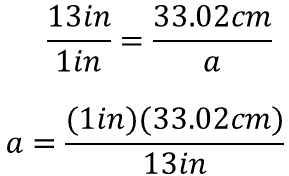 13in / 1in = 33.02cm / a
a = (1in)(33.02cm) / 13in